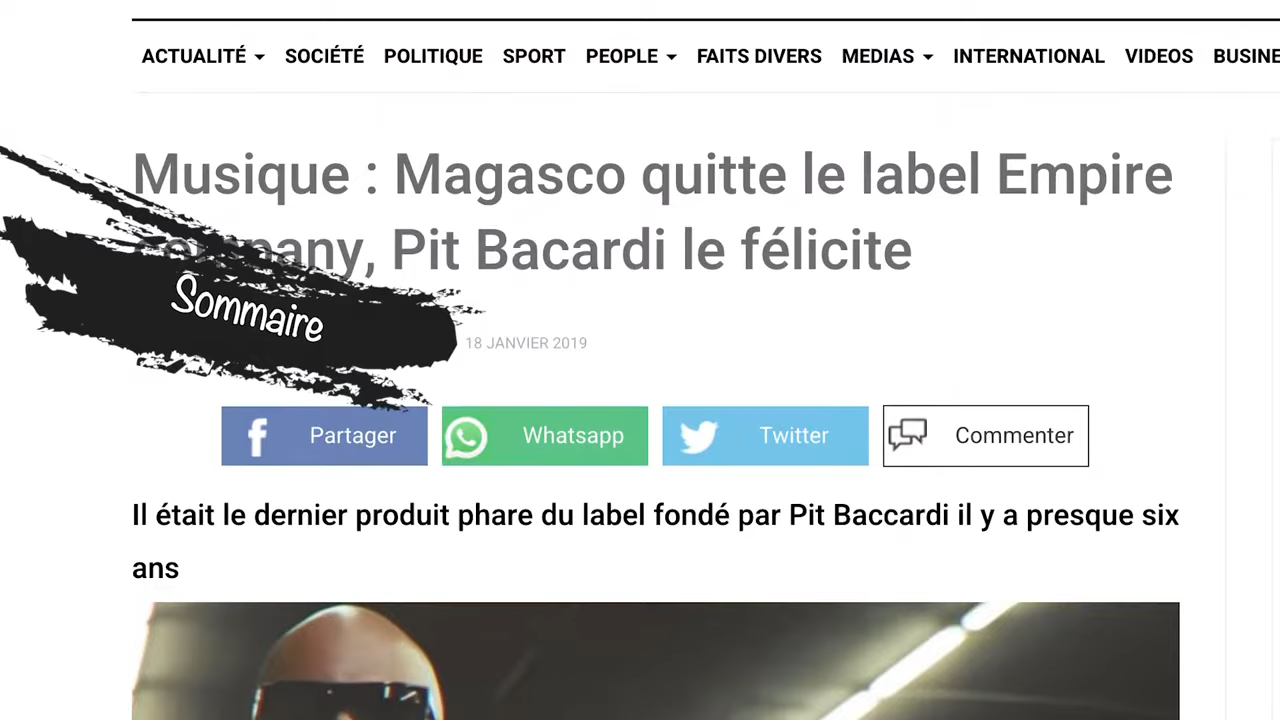 ACTUALITÉ SOCIÉTÉ POLITIQUE SPORT PEOPLE FAITS DIVERS MEDIAS INTERNATIONAL VIDEOS BUSINE
Musique : Magasco quitte le label Empire
company, Pit Bacardi le félicite
Sommaire
18 JANVIER 2019
Partager Whatsapp Twitter Commenter
Il était le dernier produit phare du label fondé par Pit Baccardi il y a presque six
ans